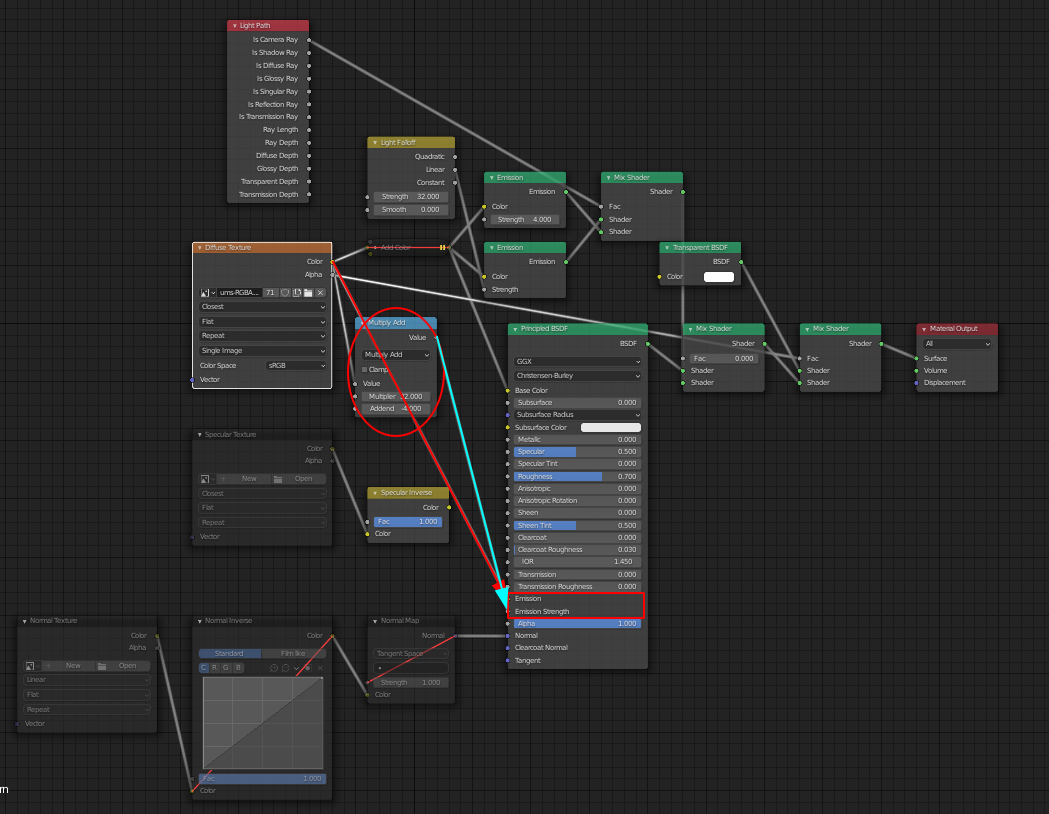 Light Path
Is Camera Ray
Is Shadow Ray
Is Diffuse Ray
Is Glossy Ray
Is Singular Ray
Is Reflection Ray
Is Transmission Ray
Ray Length
Ray Depth
Diffuse Depth
Glossy Depth
Transparent Depth
Transmission Depth
Light Falloff
Quadratic
Linear
Constant
Strength 32.000
Smooth 0.000
Emission
Emission
Color
Strength 4.000
Mix Shader
Shader
Fac
Shader
Shader
Diffuse Texture
Color
Alpha
urns-RGBA... 71
Closest
Flat
Repeat
Single Image
Color Space sRGB
Vector
Add Color
Emission
Emission
Color
Strength
Transparent BSDF
BSDF
Color
Multiply Add
Value
Multiply Add
Clamp
Value
Multiplier
Addend -4.000
Principled BSDF
BSDF
GGX
Christensen-Burley
Base Color
Subsurface 0.000
Subsurface Radius
Subsurface Color
Metallic 0.000
Specular 0.500
Specular Tint 0.000
Roughness 0.700
Anisotropic 0.000
Anisotropic Rotation 0.000
Sheen 0.000
Sheen Tint 0.500
Clearcoat 0.000
Clearcoat Roughness 0.030
IOR 1.450
Transmission 0.000
Transmission Roughness 0.000
Emission
Emission Strength
Alpha 1.000
Normal
Clearcoat Normal
Tangent
Mix Shader
Shader
Fac 0.000
Shader
Shader
Mix Shader
Shader
Fac
Shader
Shader
Material Output
All
Surface
Volume
Displacement
Specular Texture
Color
Alpha
New Open
Closest
Flat
Repeat
Vector
Specular Inverse
Color
Fac 1.000
Color
Normal Texture
Color
Alpha
New Open
Linear
Flat
Repeat
Vector
Normal Inverse
Color
Standard Film like
C R G B
Fac 1.000
Color
Normal Map
Normal
Tangent Space
Strength 1.000
Color